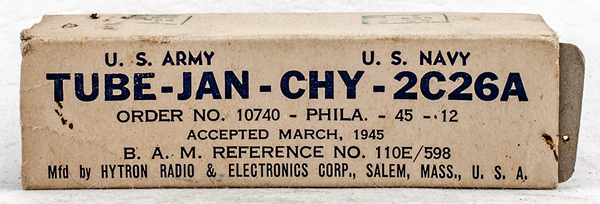 U. S. ARMY U. S. NAVY
TUBE-JAN-CHY-2C26A
ORDER NO. 10740 - PHILA. - 45 - 12
ACCEPTED MARCH, 1945
B. A. M. REFERENCE NO. 110E/598
Mfd by HYTRON RADIO & ELECTRONICS CORP., SALEM, MASS., U. S. A.